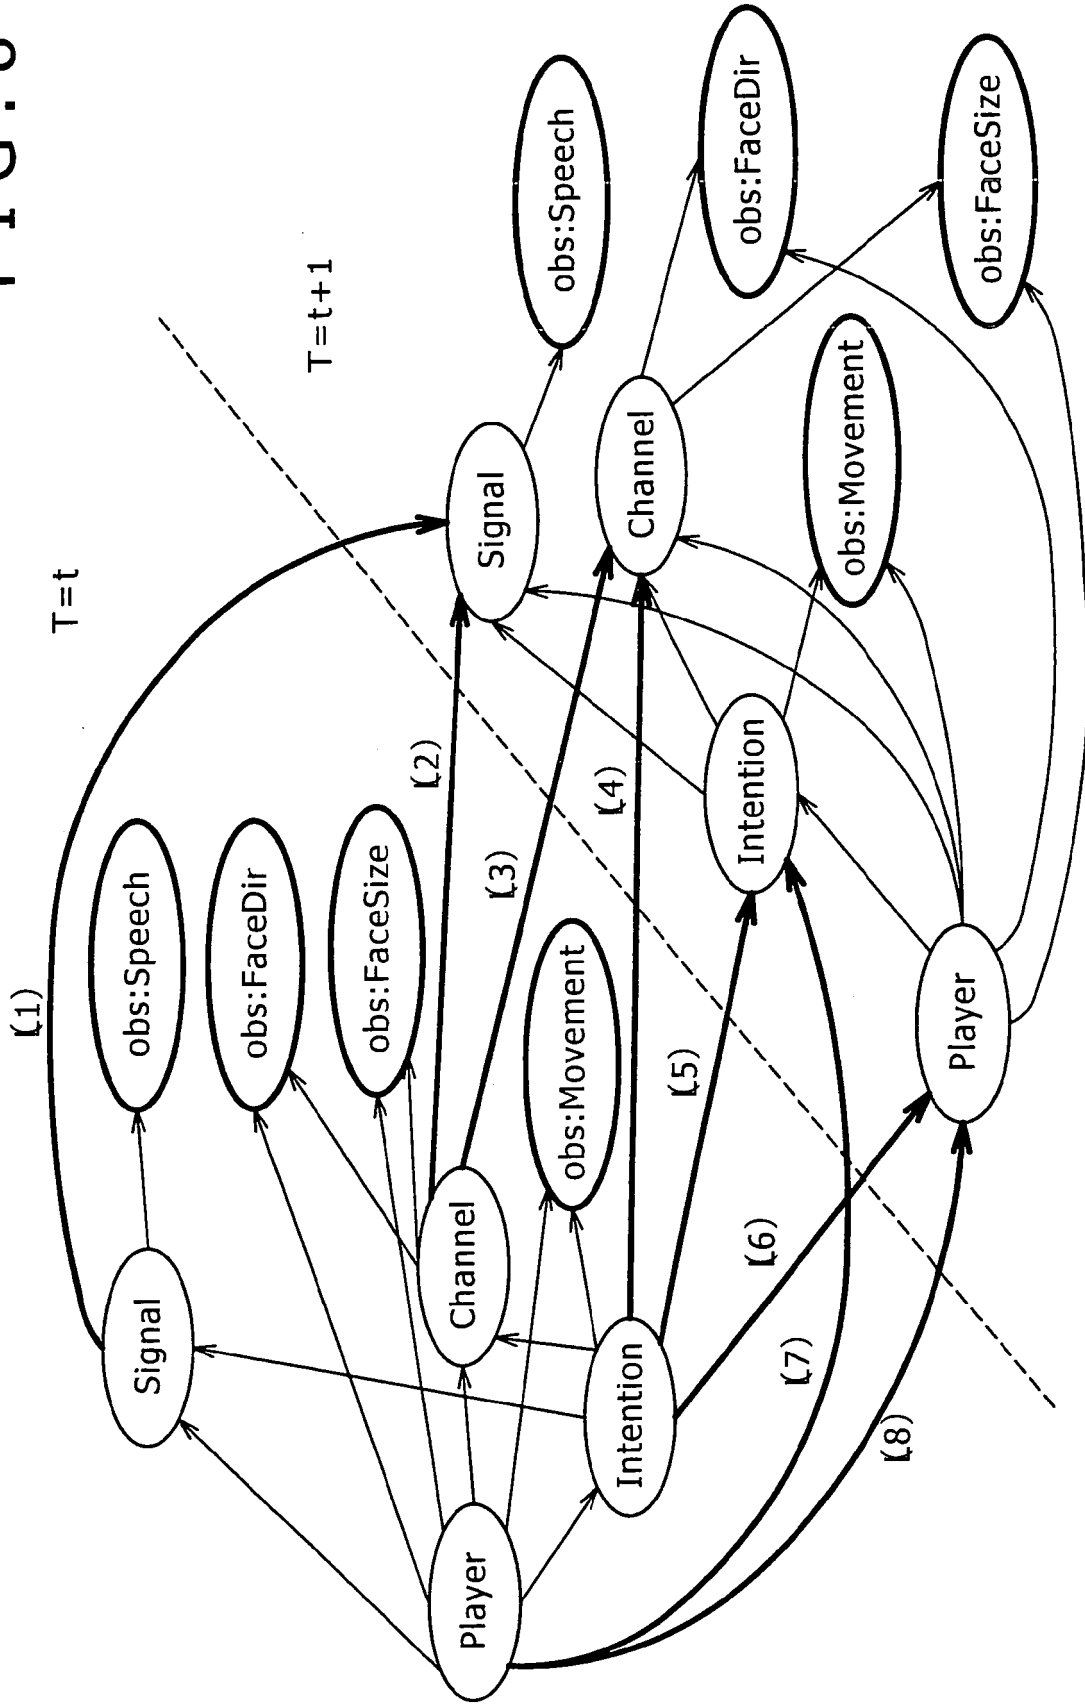 T=t
T=t+1
(1)
obs:Speech
obs:FaceDir
obs:FaceSize
obs:Movement
Signal
Channel
Intention
Player
(2)
(3)
(4)
(5)
(6)
(7)
(8)
Signal
Channel
Intention
Player
obs:Speech
obs:FaceDir
obs:FaceSize
obs:Movement